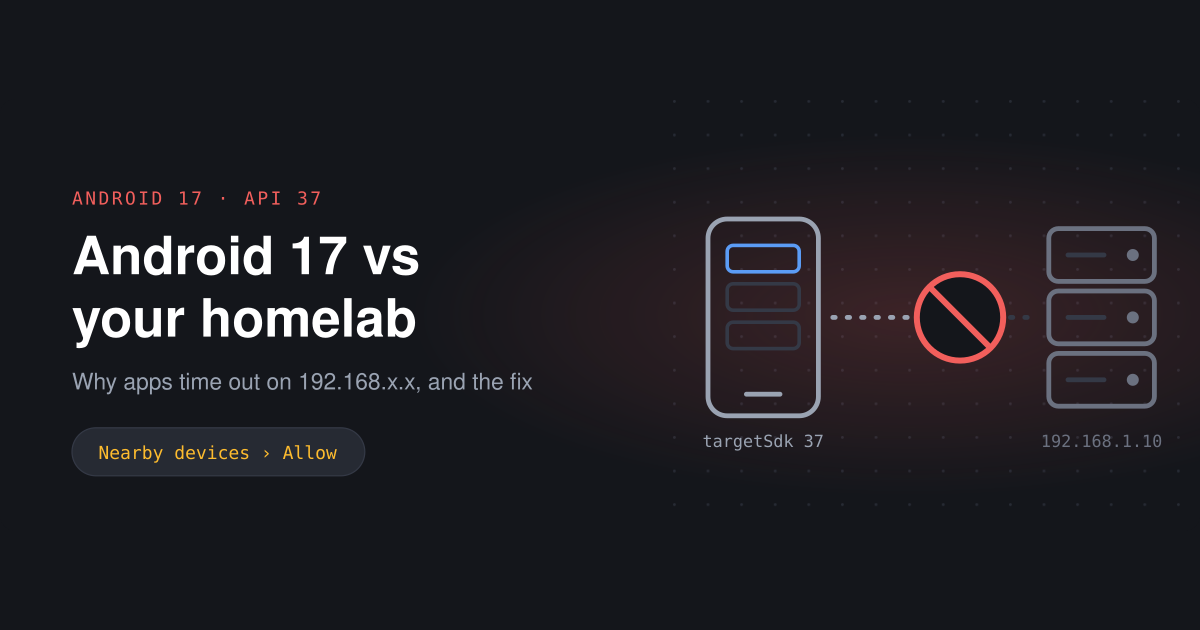 ANDROID 17 · API 37
Android 17 vs
your homelab
Why apps time out on 192.168.x.x, and the fix
Nearby devices › Allow
targetSdk 37
192.168.1.10